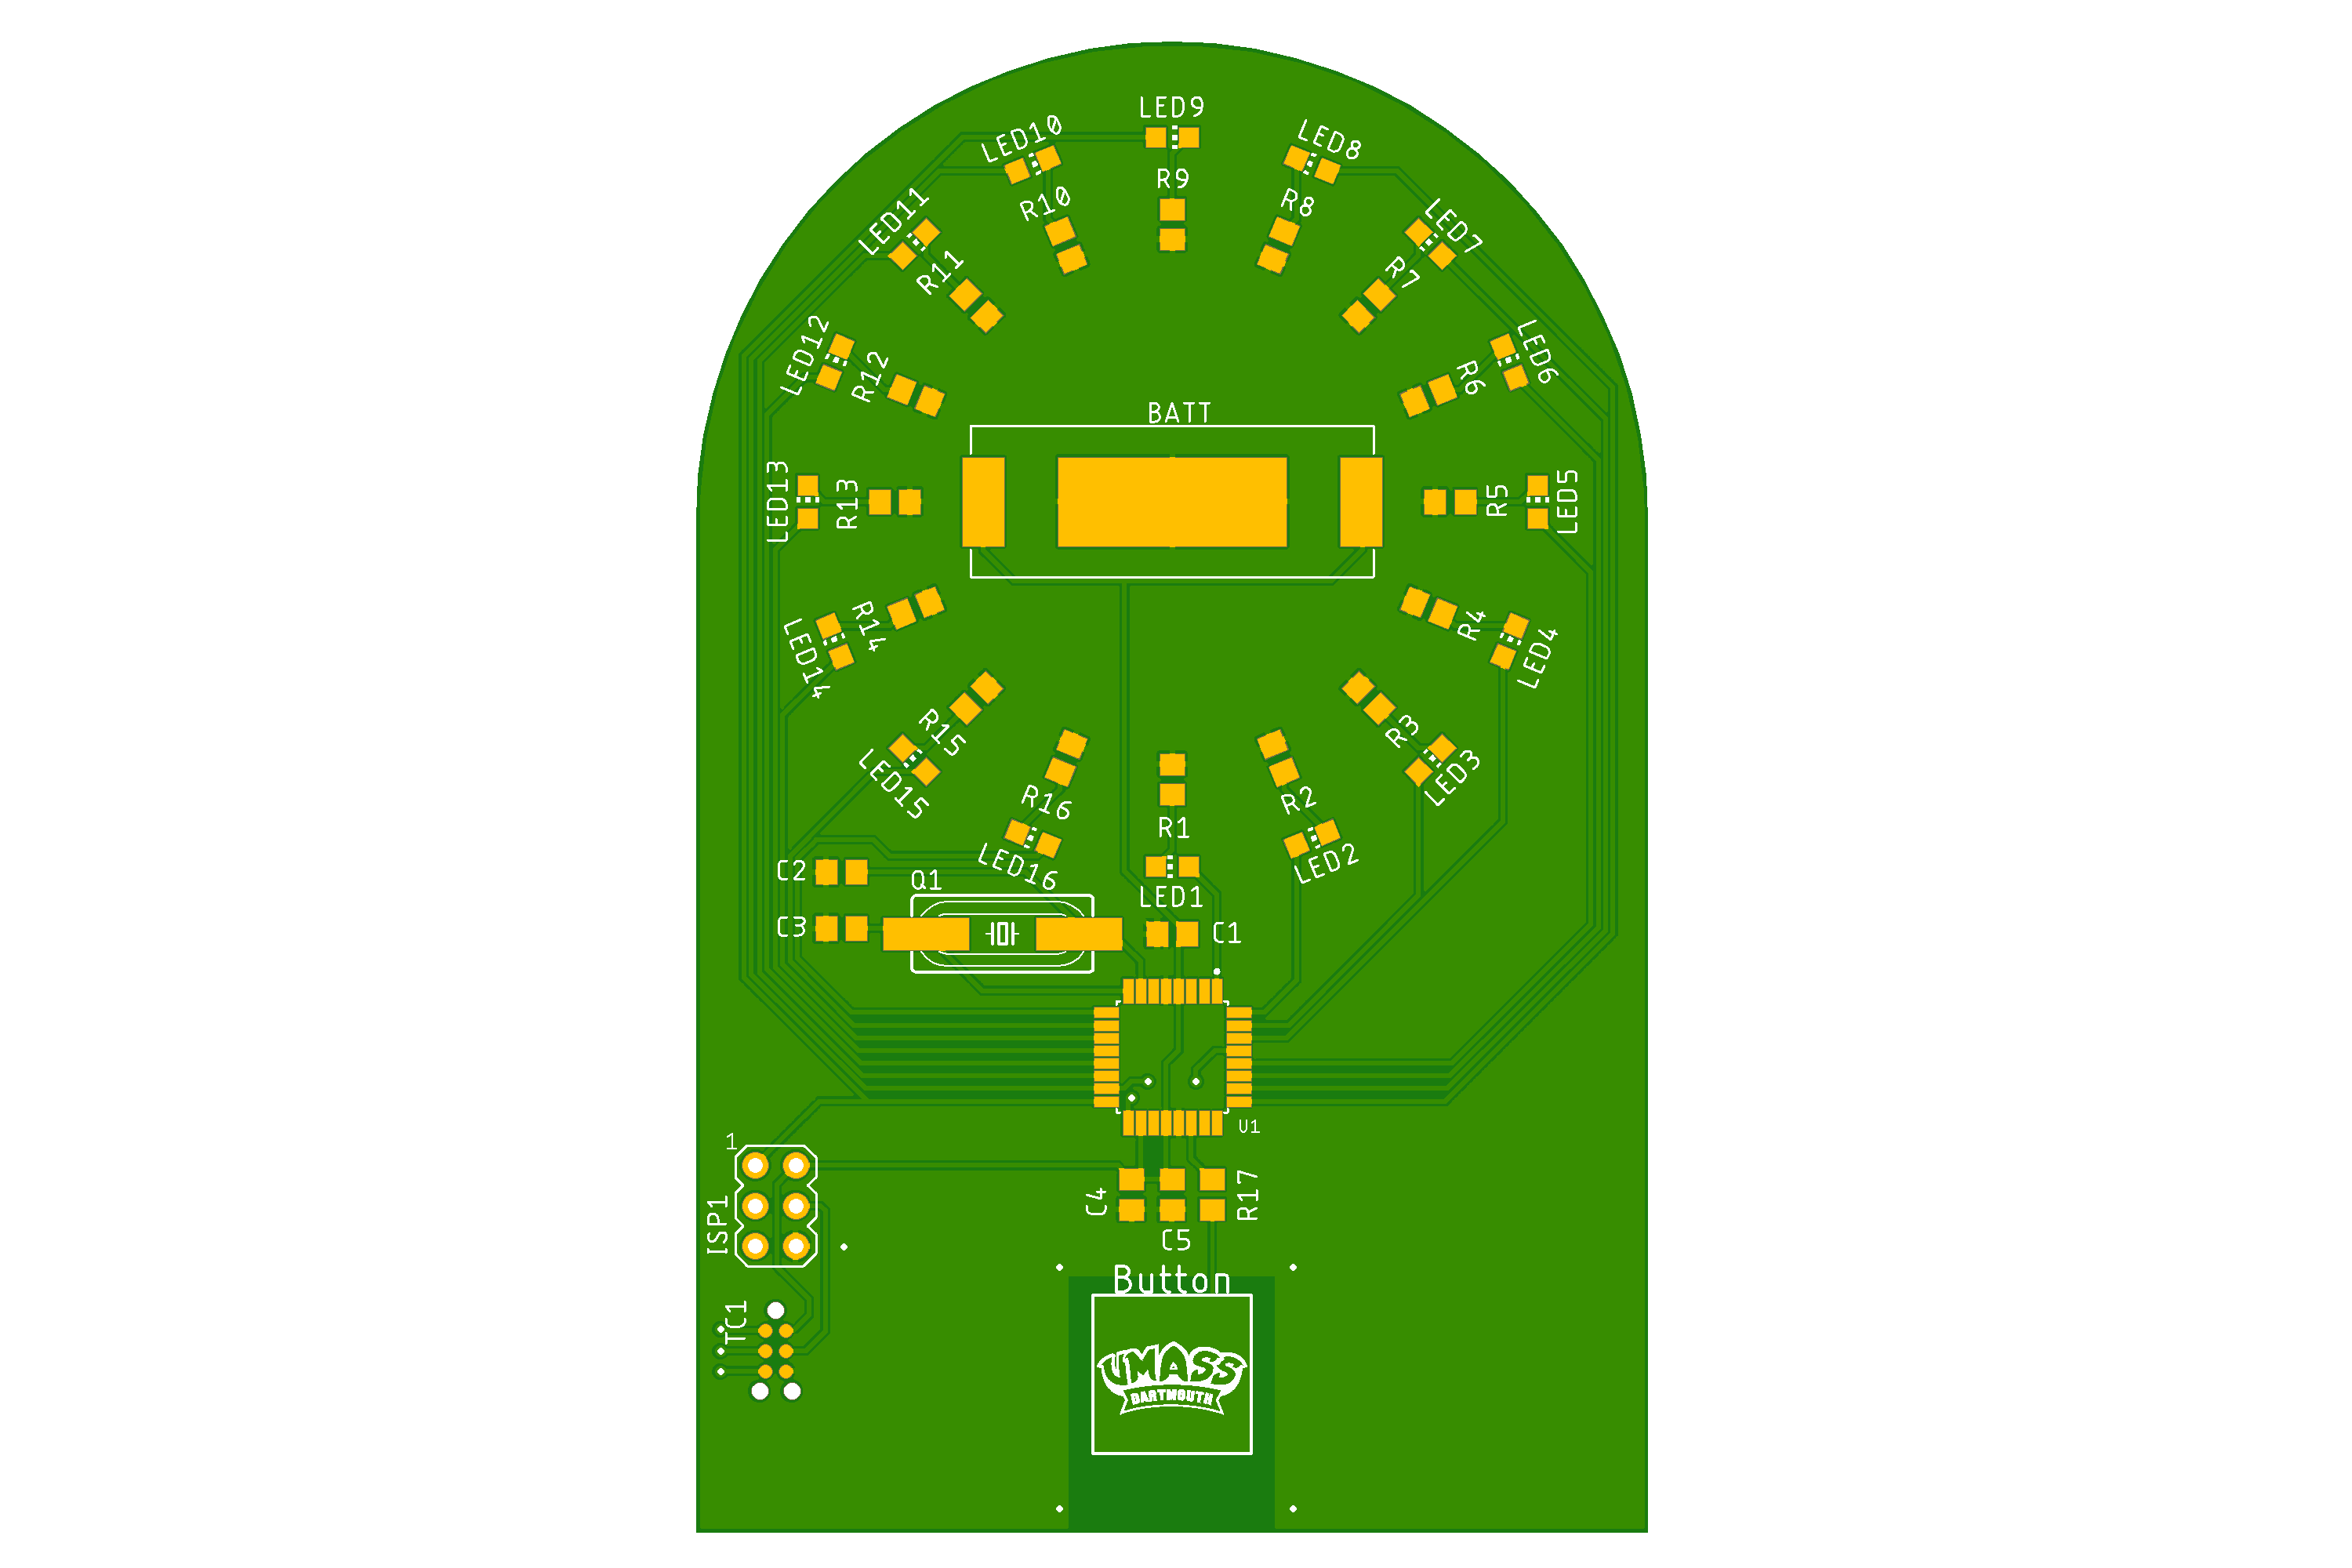 LED9
LED10
LED8
R9
R10
R8
LED11
LED7
R11
R7
LED12
LED6
R12
R6
BATT
LED13
R13
R5
LED5
LED14
R14
R4
LED4
R15
R3
LED15
LED3
R16
R2
R1
LED16
LED2
C2
Q1
LED1
C3
C1
U1
1
ISP1
C4
R17
C5
Button
TC1
UMASS
DARTMOUTH